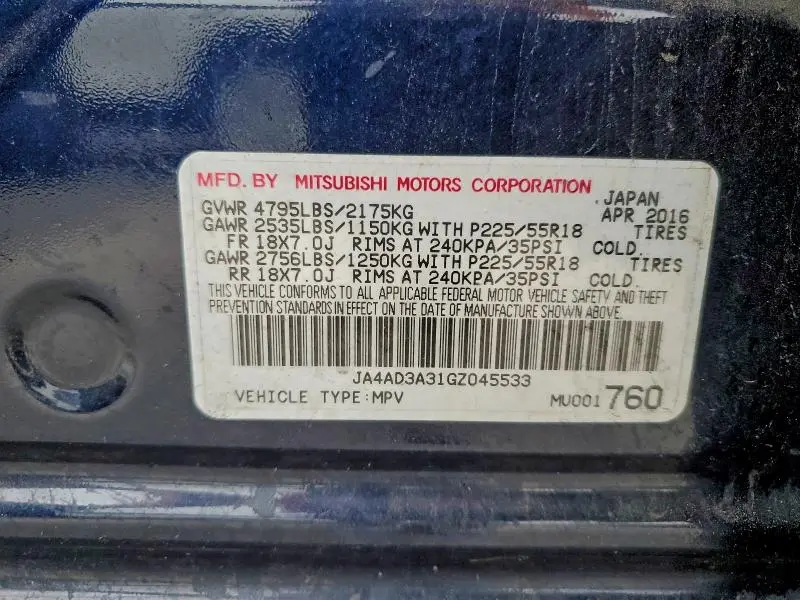 MFD. BY MITSUBISHI MOTORS CORPORATION JAPAN
GVWR 4795LBS/2175KG APR 2016
GAWR 2535LBS/1150KG WITH P225/55R18 TIRES
FR 18X7.0J RIMS AT 240KPA/35PSI COLD.
GAWR 2756LBS/1250KG WITH P225/55R18 TIRES
RR 18X7.0J RIMS AT 240KPA/35PSI COLD.
THIS VEHICLE CONFORMS TO ALL APPLICABLE FEDERAL MOTOR VEHICLE SAFETY AND THEFT
PREVENTION STANDARDS IN EFFECT ON THE DATE OF MANUFACTURE SHOWN ABOVE.
JA4AD3A31GZ045533
VEHICLE TYPE:MPV MU001 760